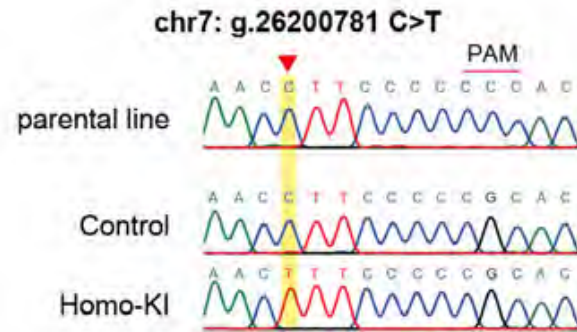 chr7: g.26200781 C>T
PAM
parental line A A C C T T C C C C C C C A C
Control A A C C T T C C C C C G C A C
Homo-KI A A C T T T C C C C C G C A C